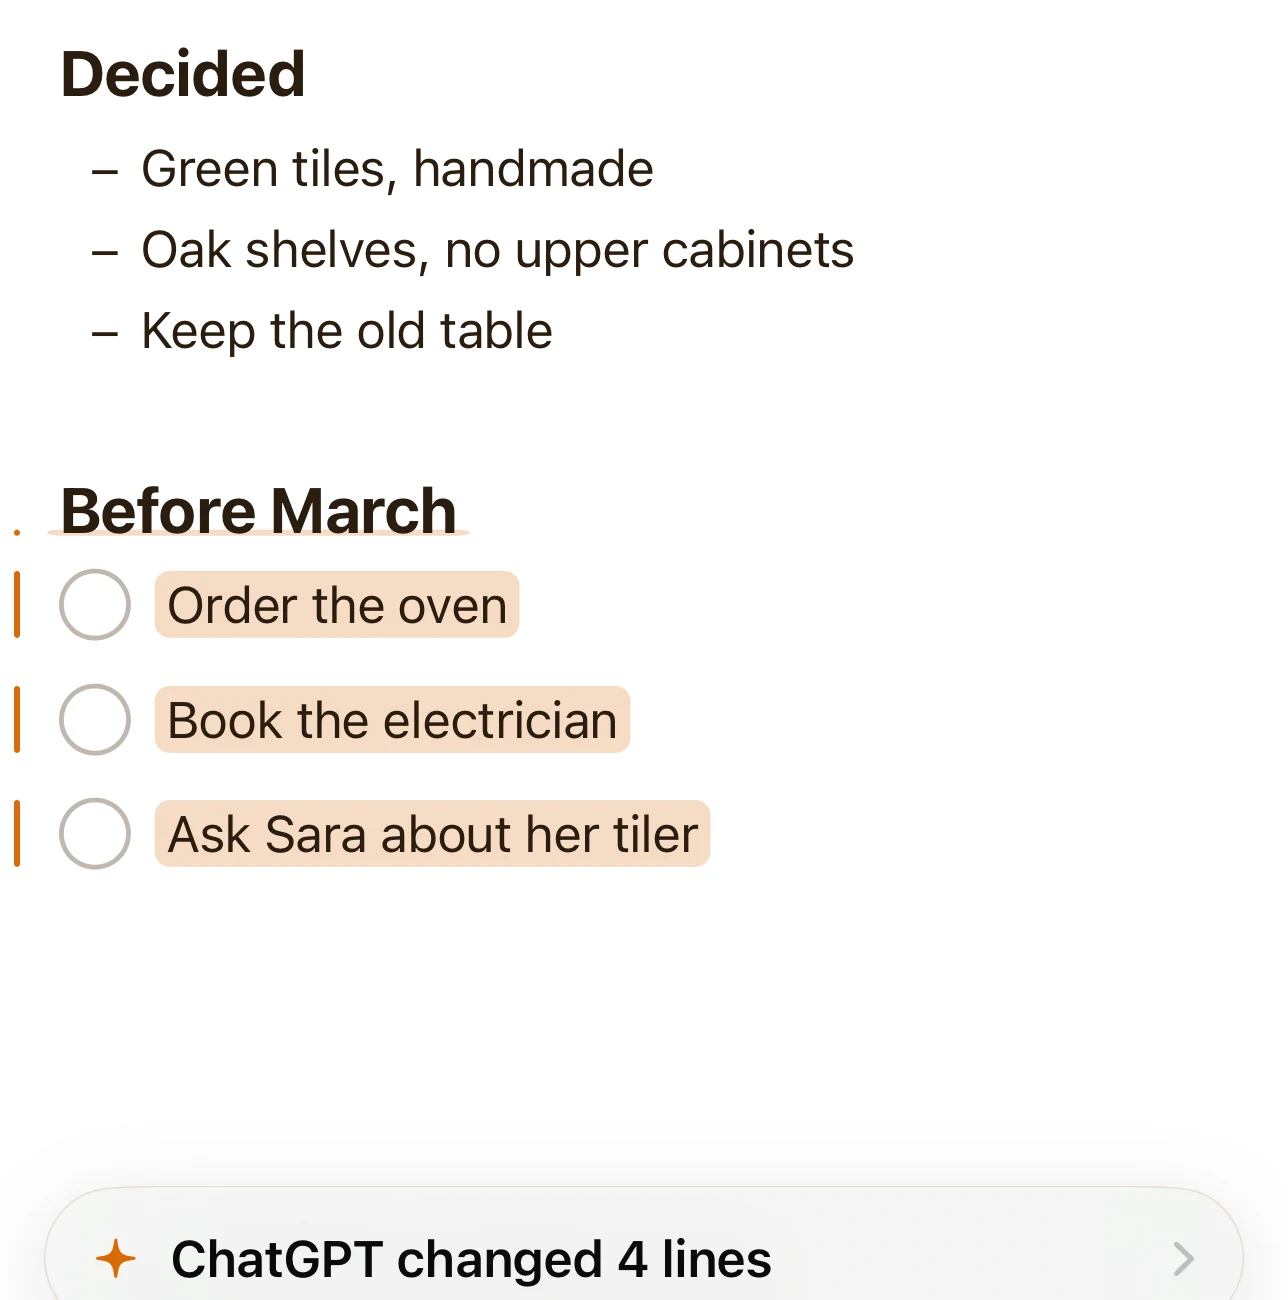 Decided
– Green tiles, handmade
– Oak shelves, no upper cabinets
– Keep the old table
Before March
Order the oven
Book the electrician
Ask Sara about her tiler
ChatGPT changed 4 lines